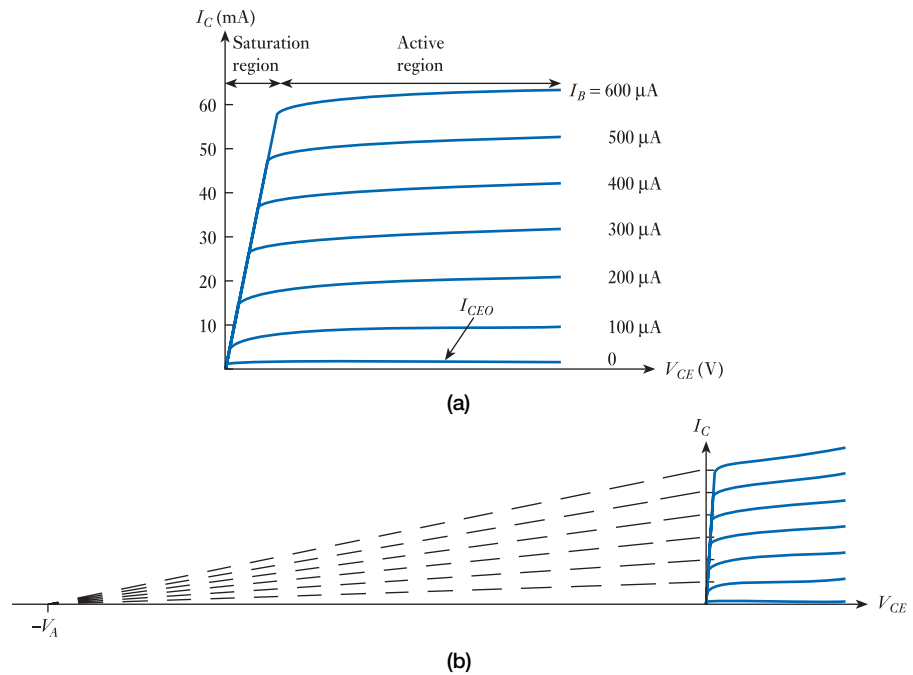 I_C (mA)
Saturation region
Active region
I_B = 600 μA
60
500 μA
50
400 μA
40
300 μA
30
200 μA
20
I_CEO
100 μA
10
0
V_CE (V)
(a)
I_C
V_CE
–V_A
(b)